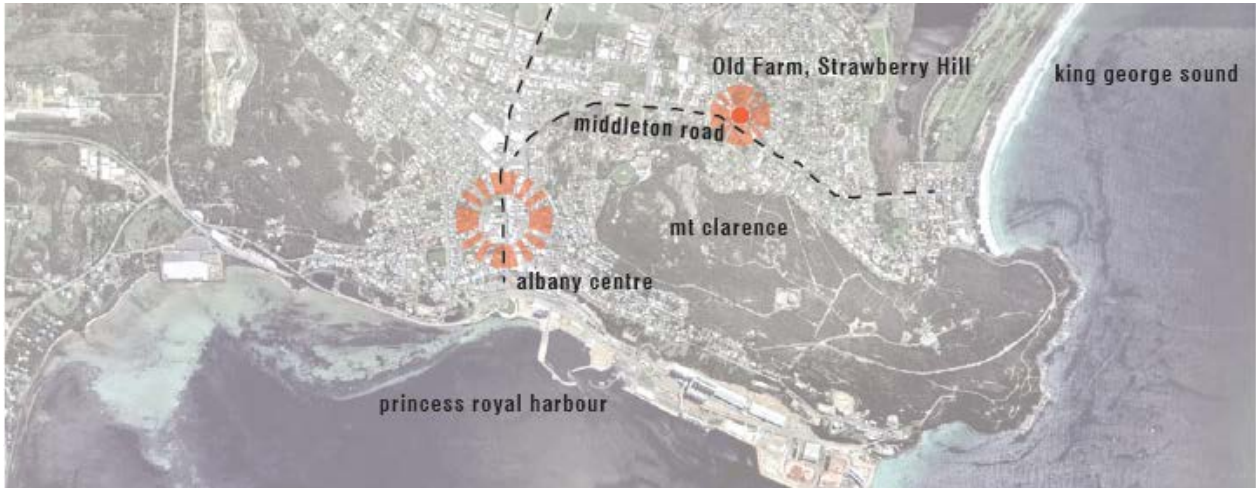 Old Farm, Strawberry Hill
king george sound
middleton road
mt clarence
albany centre
princess royal harbour